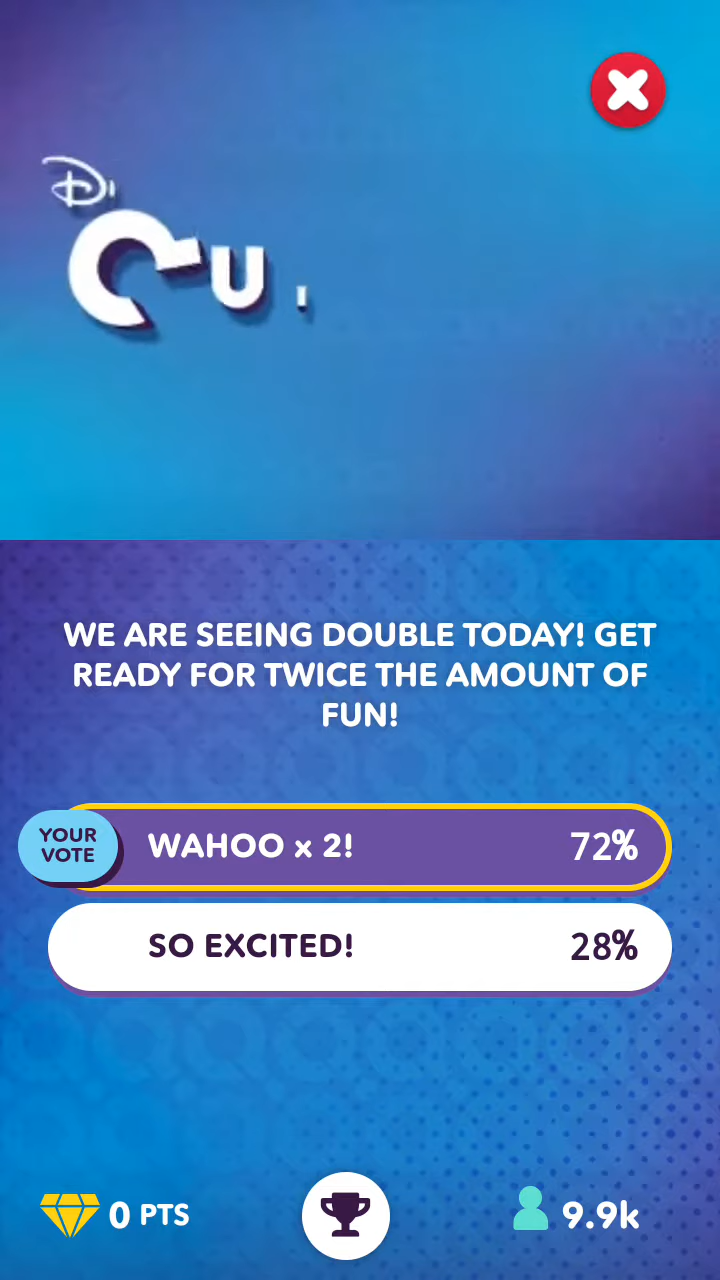 WE ARE SEEING DOUBLE TODAY! GET
READY FOR TWICE THE AMOUNT OF
FUN!
YOUR
VOTE
WAHOO x 2!
72%
SO EXCITED!
28%
0 PTS
9.9k